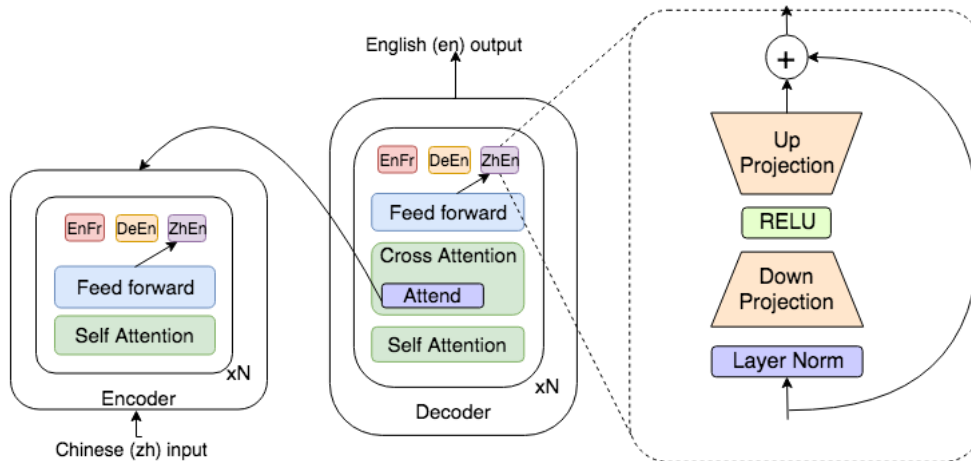 English (en) output
EnFr DeEn ZhEn
Feed forward
Cross Attention
Attend
Self Attention
xN
Decoder
EnFr DeEn ZhEn
Feed forward
Self Attention
xN
Encoder
Chinese (zh) input
+
Up
Projection
RELU
Down
Projection
Layer Norm